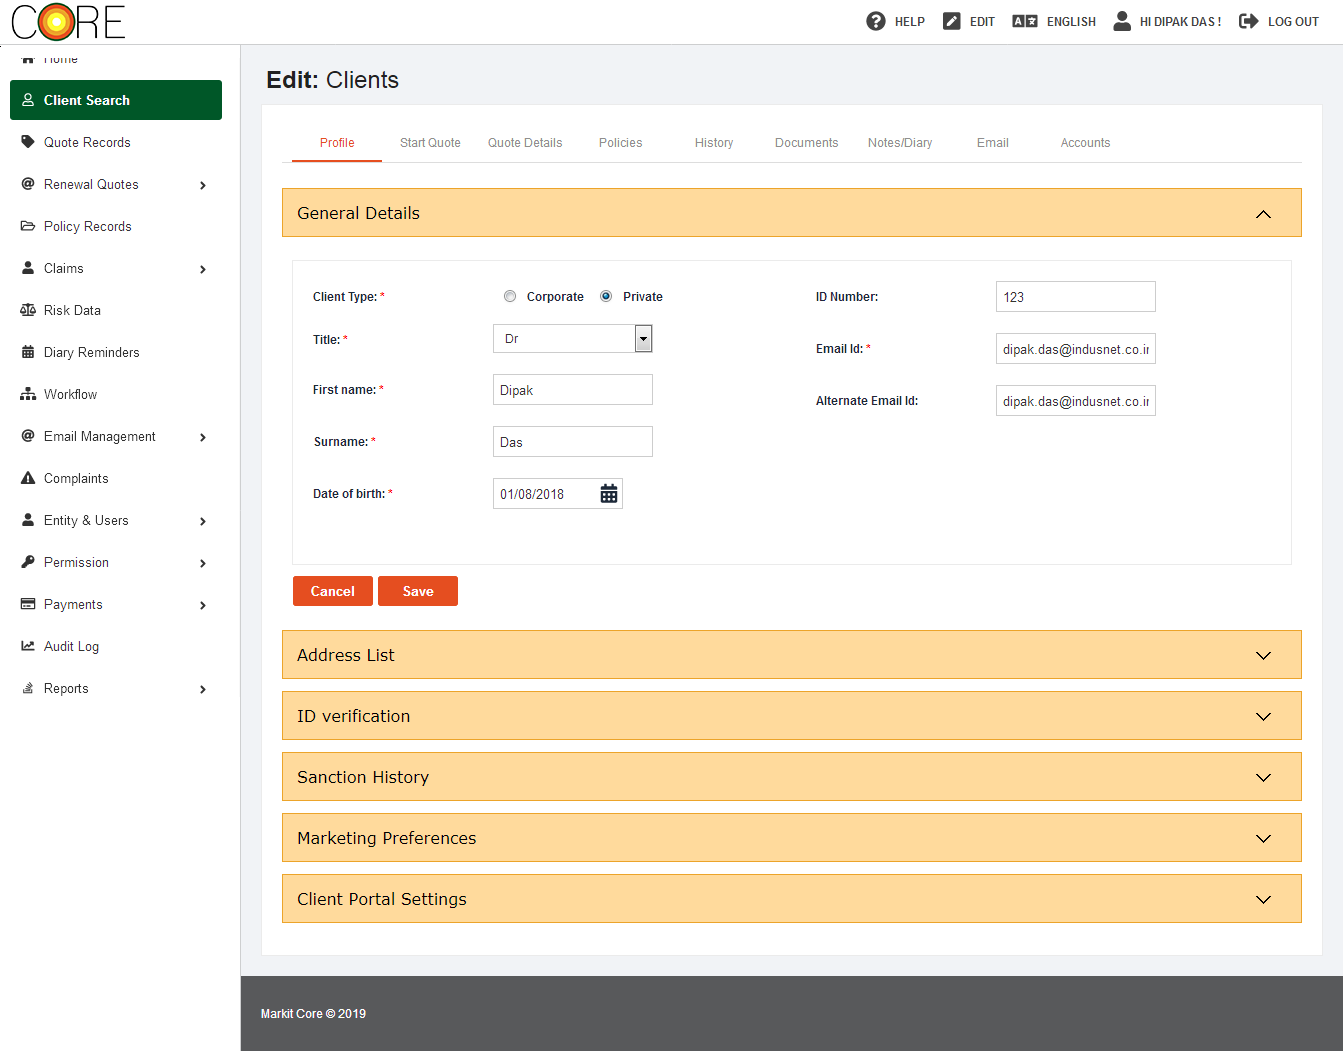 CORE
HELP
EDIT
ENGLISH
HI DIPAK DAS !
LOG OUT
Home
Client Search
Quote Records
Renewal Quotes
Policy Records
Claims
Risk Data
Diary Reminders
Workflow
Email Management
Complaints
Entity & Users
Permission
Payments
Audit Log
Reports
Edit: Clients
Profile
Start Quote
Quote Details
Policies
History
Documents
Notes/Diary
Email
Accounts
General Details
Client Type: *
Corporate
Private
Title: *
Dr
First name: *
Dipak
Surname: *
Das
Date of birth: *
01/08/2018
ID Number:
123
Email Id: *
dipak.das@indusnet.co.in
Alternate Email Id:
dipak.das@indusnet.co.in
Cancel
Save
Address List
ID verification
Sanction History
Marketing Preferences
Client Portal Settings
Markit Core © 2019